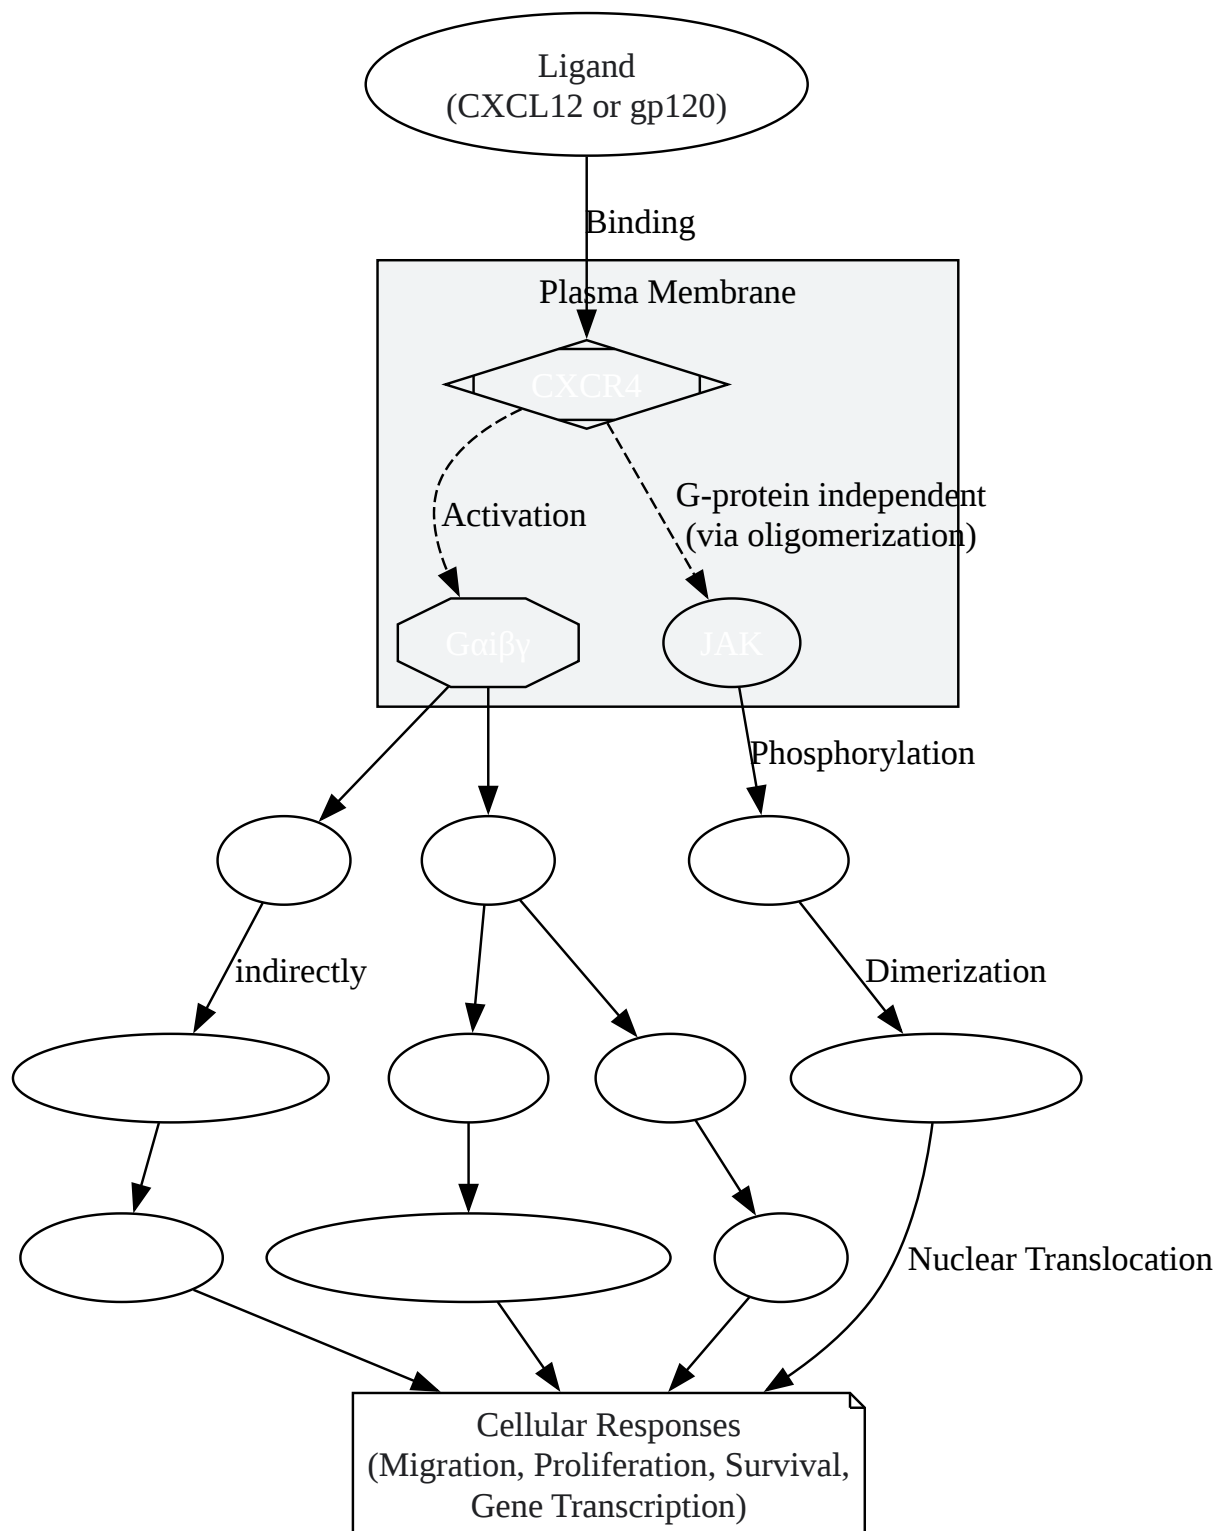 Ligand
(CXCL12 or gp120)
Binding
Plasma Membrane
CXCR4
G-protein independent
(via oligomerization)
Activation
Gαiβγ
JAK
Phosphorylation
indirectly
Dimerization
Nuclear Translocation
Cellular Responses
(Migration, Proliferation, Survival,
Gene Transcription)